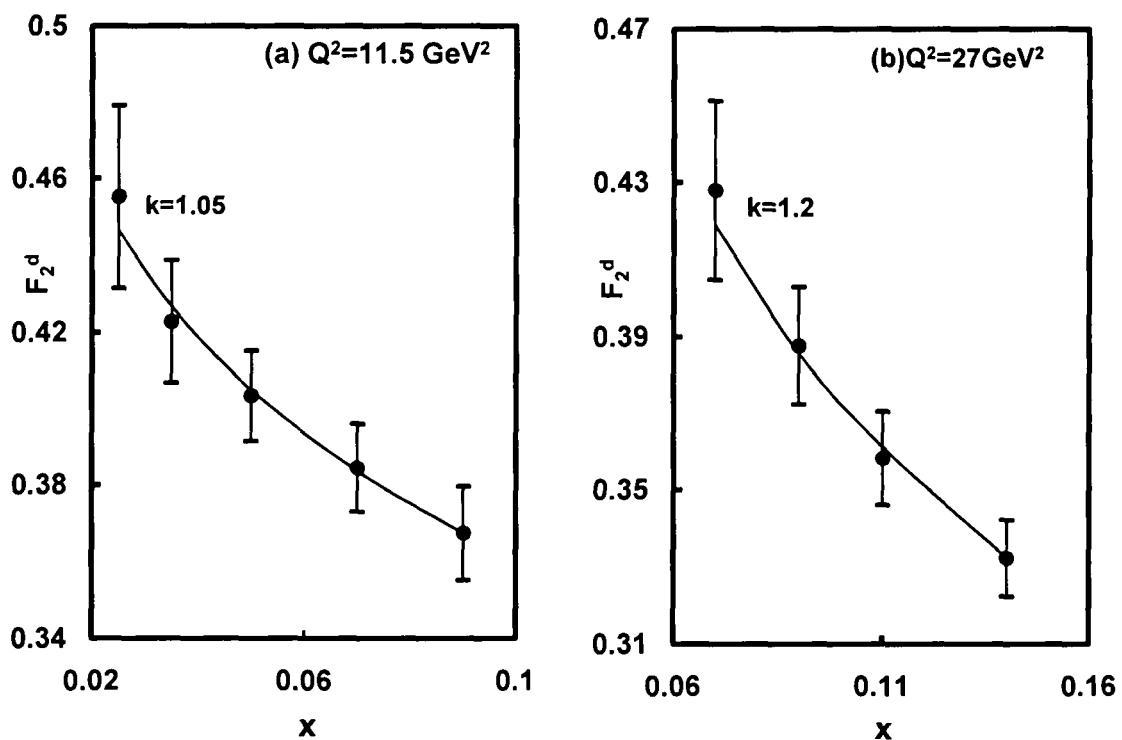 (a) Q²=11.5 GeV²
0.5
0.46
0.42
0.38
0.34
F₂ᵈ
k=1.05
0.02
0.06
0.1
x
(b)Q²=27GeV²
0.47
0.43
0.39
0.35
0.31
F₂ᵈ
k=1.2
0.06
0.11
0.16
x